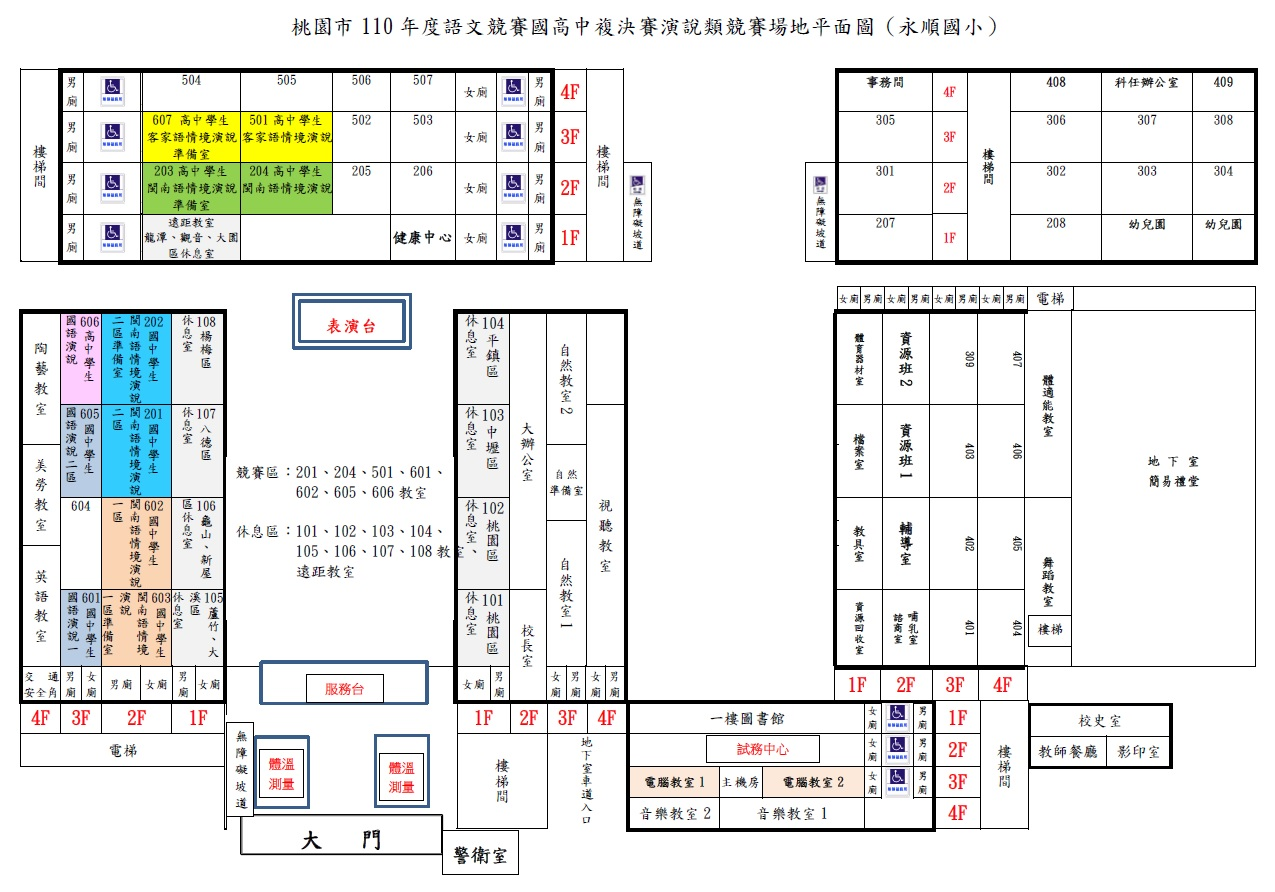 桃園市 110 年度語文競賽國高中複決賽演說類競賽場地平面圖（永順國小）
樓梯間
男廁
504
505
506
507
女廁
男廁
4F
男廁
607 高中學生
客家語情境演說
準備室
501 高中學生
客家語情境演說
502
503
女廁
男廁
3F
男廁
203 高中學生
閩南語情境演說
準備室
204 高中學生
閩南語情境演說
205
206
女廁
男廁
2F
男廁
遠距教室
龍潭、觀音、大園
區休息室
健康中心
女廁
男廁
1F
樓梯間
無障礙坡道
無障礙坡道
事務間
4F
408
科任辦公室
409
305
3F
306
307
308
301
2F
302
303
304
207
1F
208
幼兒園
幼兒園
樓梯間
陶藝教室
美勞教室
英語教室
606 高中學生
國語演說
605 國中學生
國語演說二區
604
601 國中學生
國語演說一
202 國中學生
閩南語情境演說
二區準備室
201 國中學生
閩南語情境演說
二區
602 國中學生
閩南語情境演說
一區
603 國中學生
閩南語情境
演說
一區準備室
108 楊梅區
休息室
107 八德區
休息室
106 龜山、新屋
區休息室
105 蘆竹、大
溪區
休息室
交通
安全角
男廁
女廁
男廁
女廁
男廁
女廁
4F
3F
2F
1F
電梯
無障礙坡道
表演台
競賽區：201、204、501、601、
602、605、606 教室
休息區：101、102、103、104、
105、106、107、108 教室、
遠距教室
服務台
體溫
測量
體溫
測量
大門
警衛室
104 平鎮區
休息室
103 中壢區
休息室
102 桃園區
休息室
101 桃園區
休息室
大辦公室
校長室
自然教室 2
自然
準備室
自然教室 1
視聽教室
女廁
男廁
女廁
男廁
女廁
男廁
1F
2F
3F
4F
樓梯間
地下室車道入口
一樓圖書館
女廁
男廁
1F
試務中心
女廁
男廁
2F
電腦教室 1
主機房
電腦教室 2
女廁
男廁
3F
音樂教室 2
音樂教室 1
4F
樓梯間
校史室
教師餐廳
影印室
女廁
男廁
女廁
男廁
女廁
男廁
女廁
男廁
電梯
體育器材室
資源班 2
309
407
體適能教室
檔案室
資源班 1
403
406
教具室
輔導室
402
405
舞蹈教室
資源回收室
哺乳室
諮商室
401
404
樓梯
地下室
簡易禮堂
1F
2F
3F
4F